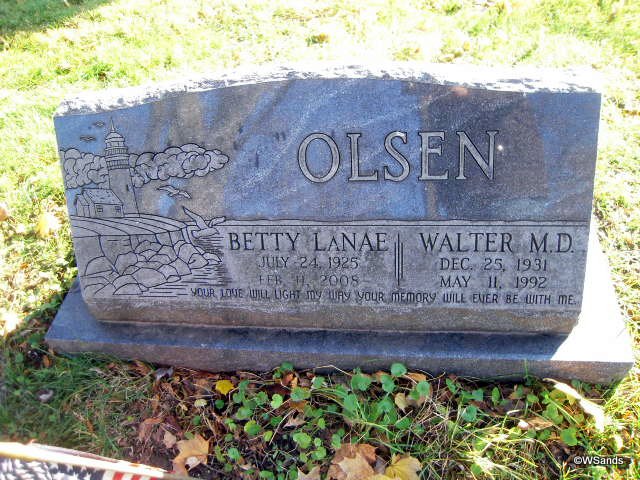 OLSEN
BETTY LANAE
JULY 24, 1925
FEB. 11, 2008
WALTER M.D.
DEC. 25, 1931
MAY 11, 1992
YOUR LOVE WILL LIGHT MY WAY YOUR MEMORY WILL EVER BE WITH ME.
©WSands